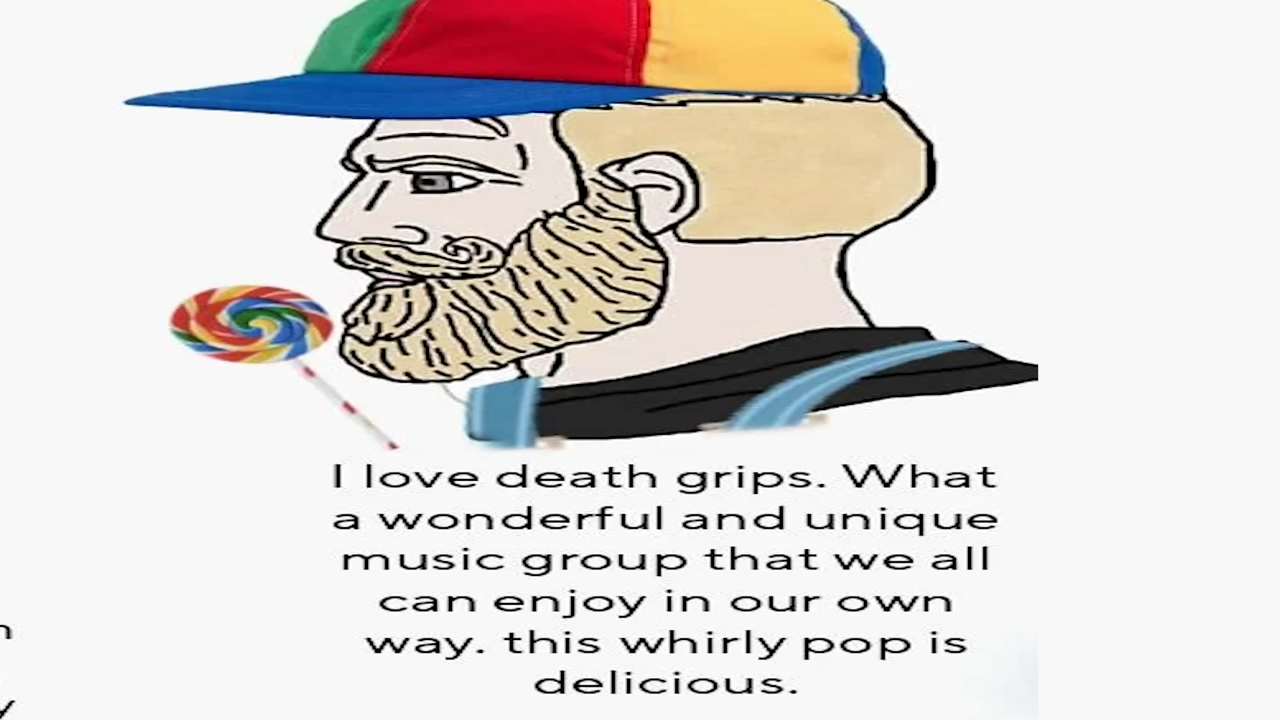 I love death grips. What
a wonderful and unique
music group that we all
can enjoy in our own
way. this whirly pop is
delicious.